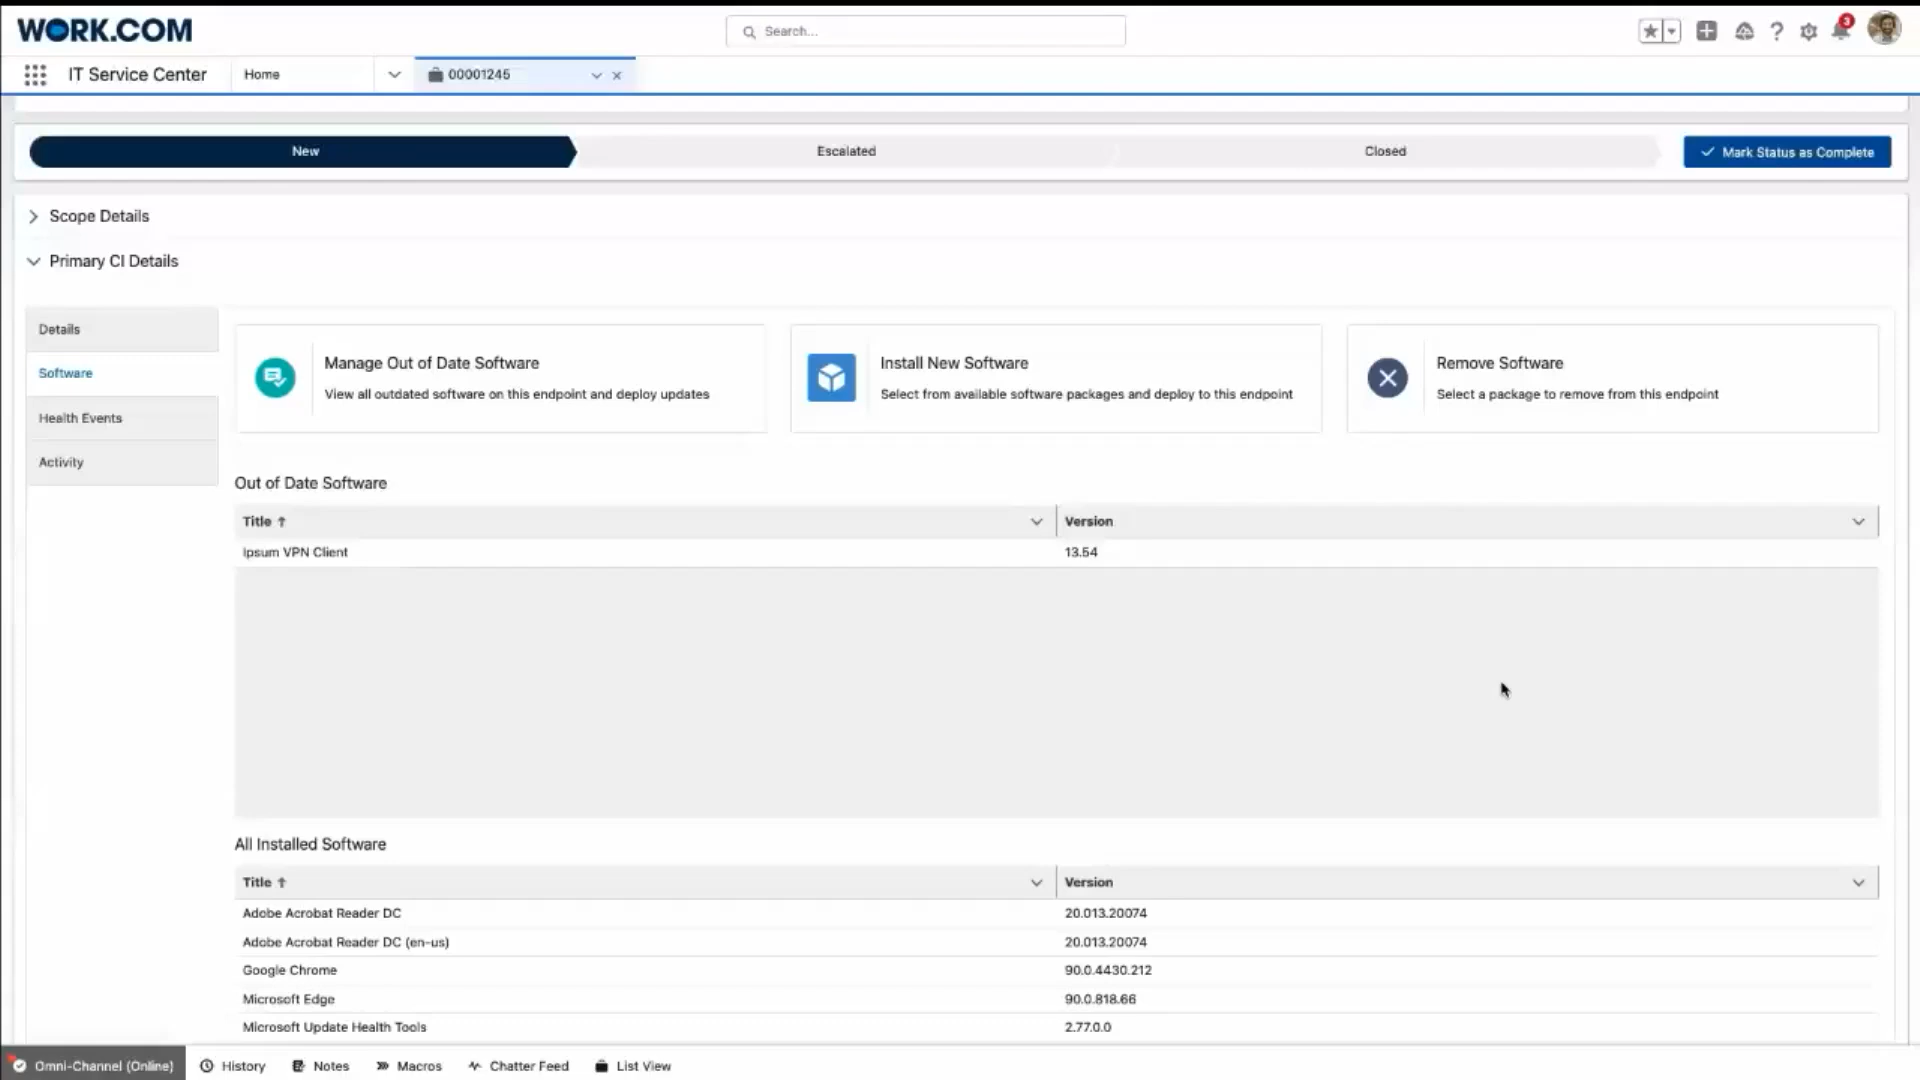 WORK.COM
Search...
3
IT Service Center
Home
00001245
New
Escalated
Closed
Mark Status as Complete
Scope Details
Primary CI Details
Details
Software
Health Events
Activity
Manage Out of Date Software
View all outdated software on this endpoint and deploy updates
Install New Software
Select from available software packages and deploy to this endpoint
Remove Software
Select a package to remove from this endpoint
Out of Date Software
Title ↑ Version
Ipsum VPN Client 13.54
All Installed Software
Title ↑ Version
Adobe Acrobat Reader DC 20.013.20074
Adobe Acrobat Reader DC (en-us) 20.013.20074
Google Chrome 90.0.4430.212
Microsoft Edge 90.0.818.66
Microsoft Update Health Tools 2.77.0.0
Omni-Channel (Online) History Notes Macros Chatter Feed List View